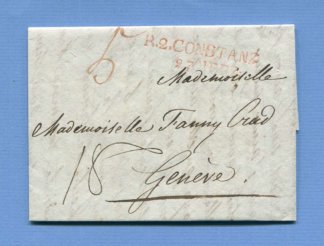 5
R.2.CONSTANZ
Mademoiselle
Mademoiselle Fanny Crad
18
Genève.